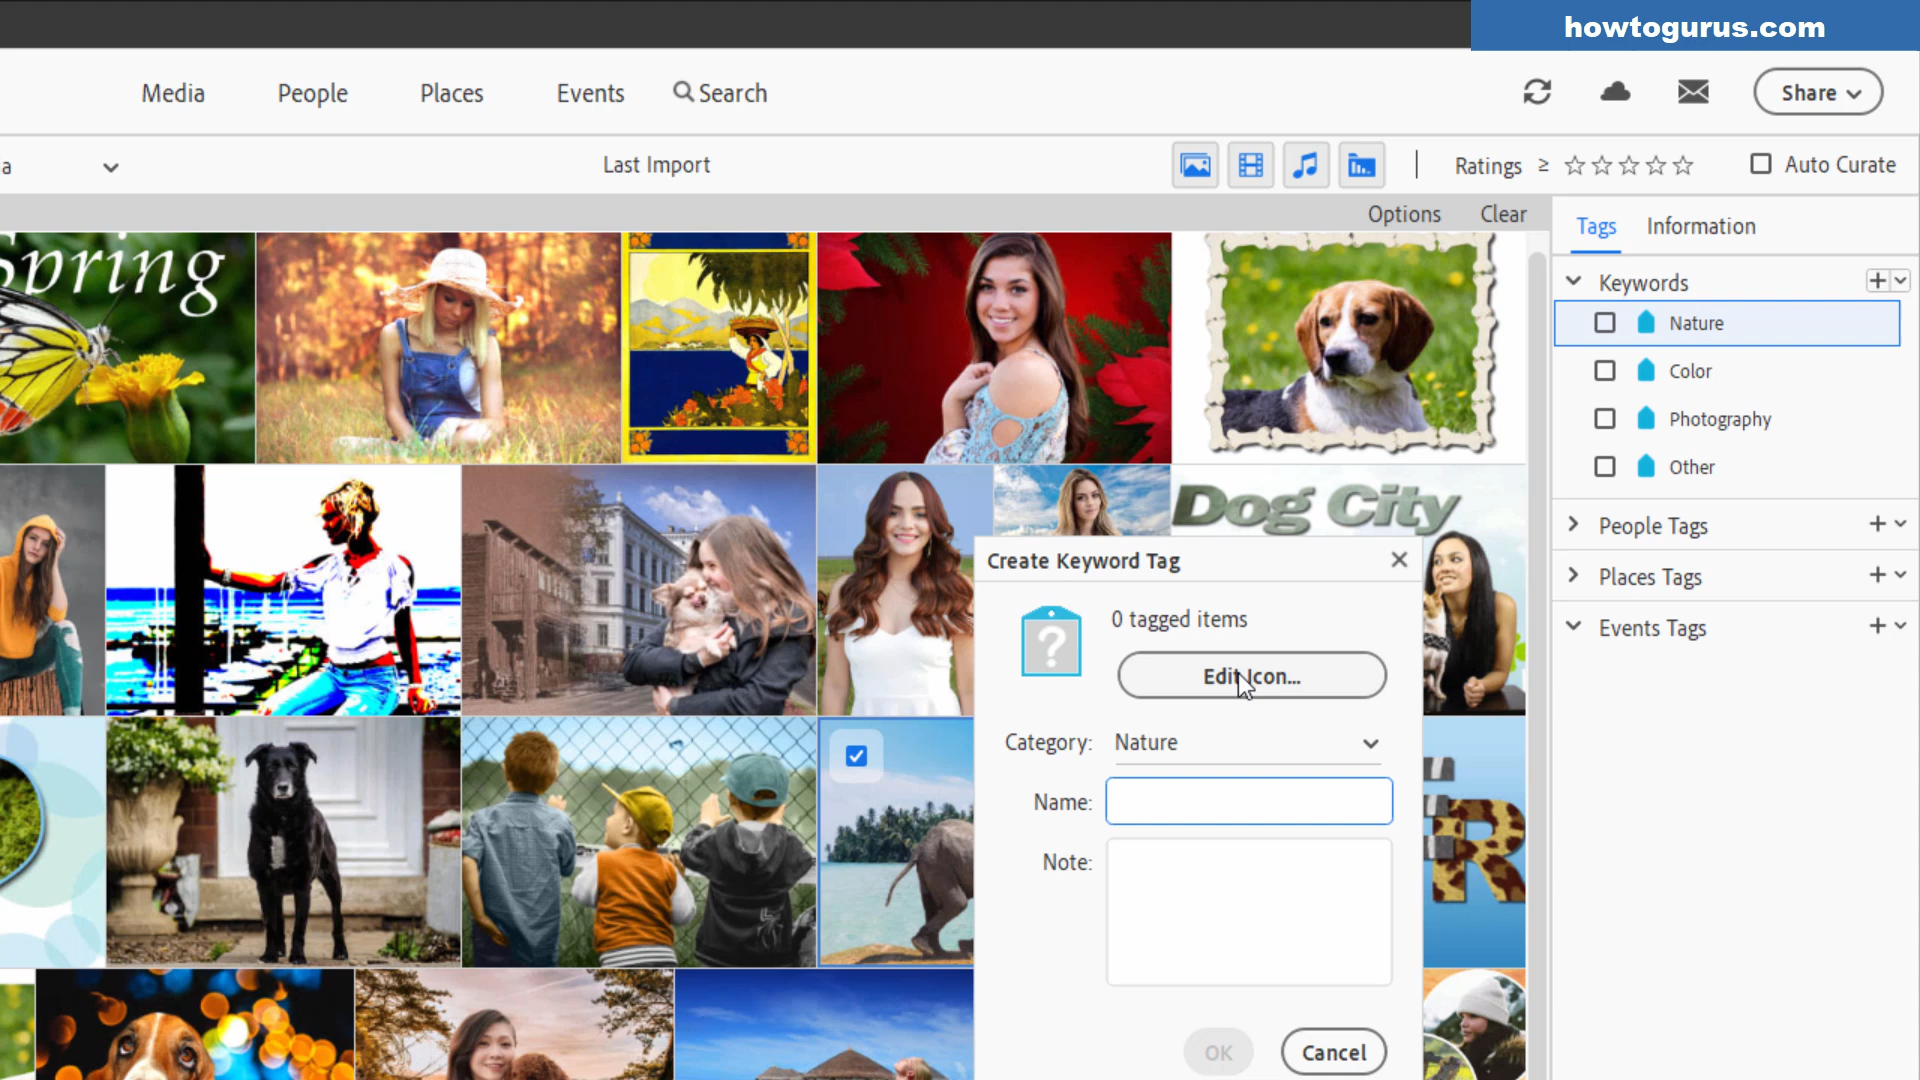 howtogurus.com
Media People Places Events Search
Share
a Last Import Ratings ≥ Auto Curate
Options Clear
Tags Information
Spring
Keywords
Nature
Color
Photography
Other
Dog City
People Tags
Create Keyword Tag
Places Tags
0 tagged items
Events Tags
Edit Icon...
Category: Nature
Name:
Note:
R
OK Cancel